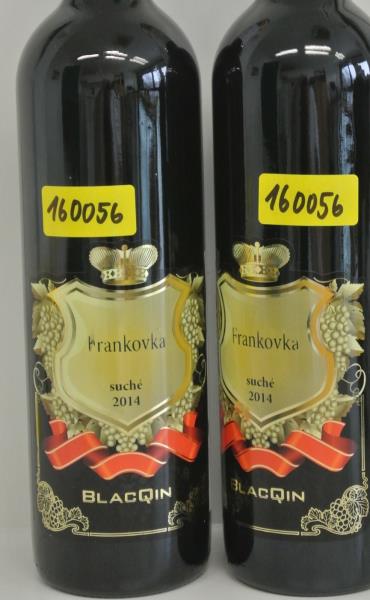 160056
Frankovka
suché
2014
BLACQIN
160056
Frankovka
suché
2014
BLACQIN